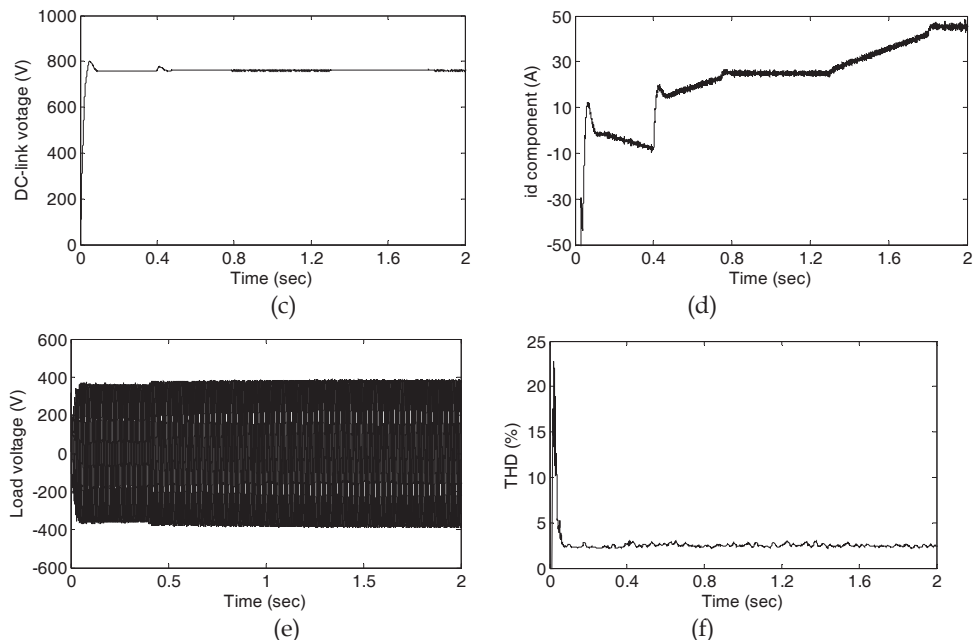 1000
800
600
400
200
0
DC-link votage (V)
0 0.4 0.8 1.2 1.6 2
Time (sec)
(c)
50
30
10
-10
-30
-50
id component (A)
0 0.4 0.8 1.2 1.6 2
Time (sec)
(d)
600
400
200
0
-200
-400
-600
Load voltage (V)
0 0.5 1 1.5 2
Time (sec)
(e)
25
20
15
10
5
0
THD (%)
0 0.4 0.8 1.2 1.6 2
Time (sec)
(f)